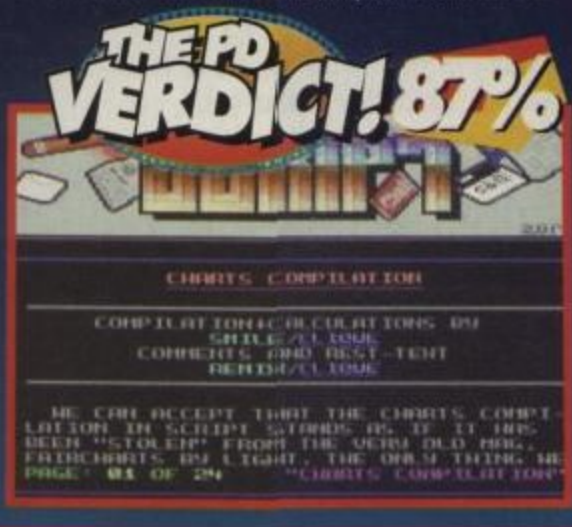 THE PD
VERDICT! 87%
CHARTS COMPILATION
COMPILATION+CALCULATIONS BY
SMILE/CLIQUE
COMMENTS AND REST-TEXT
REMIDA/CLIQUE
WE CAN ACCEPT THAT THE CHARTS COMPI-
LATION IN SCRIPT STANDS AS IF IT HAS
BEEN "STOLEN" FROM THE VERY OLD MAG,
FAIRCHARTS BY LIGHT, THE ONLY THING WE
PAGE: 01 OF 24 "CHARTS COMPILATION"